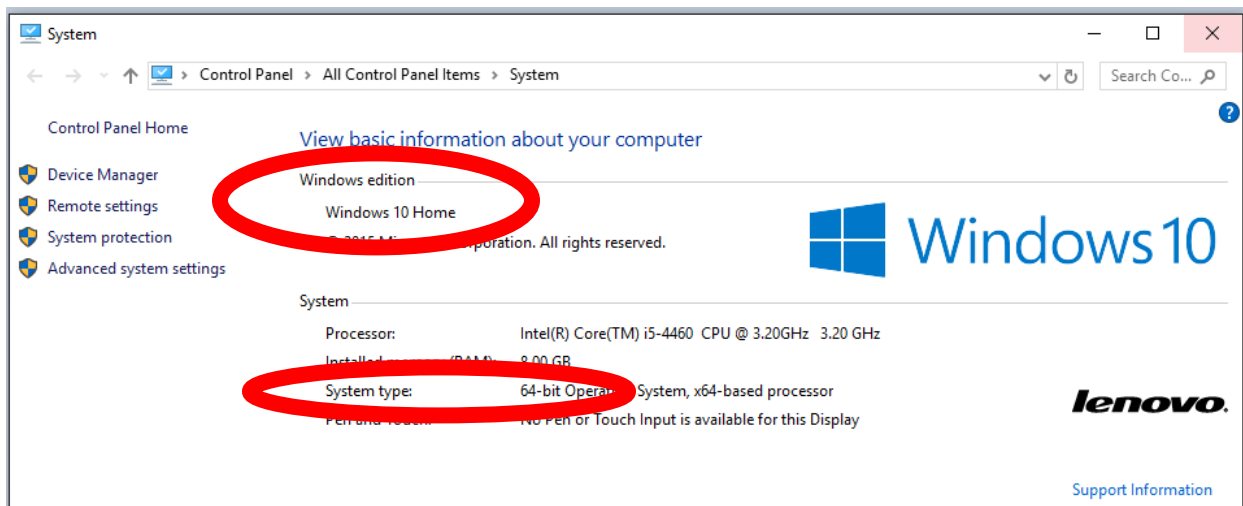 System
Control Panel > All Control Panel Items > System
Search Co...
Control Panel Home
Device Manager
Remote settings
System protection
Advanced system settings
View basic information about your computer
Windows edition
Windows 10 Home
2015 All rights reserved.
Windows 10
System
Processor: Intel(R) Core(TM) i5-4460 CPU @ 3.20GHz 3.20 GHz
8.00 GB
System type: 64-bit System, x64-based processor
No Pen or Touch Input is available for this Display
lenovo.
Support Information